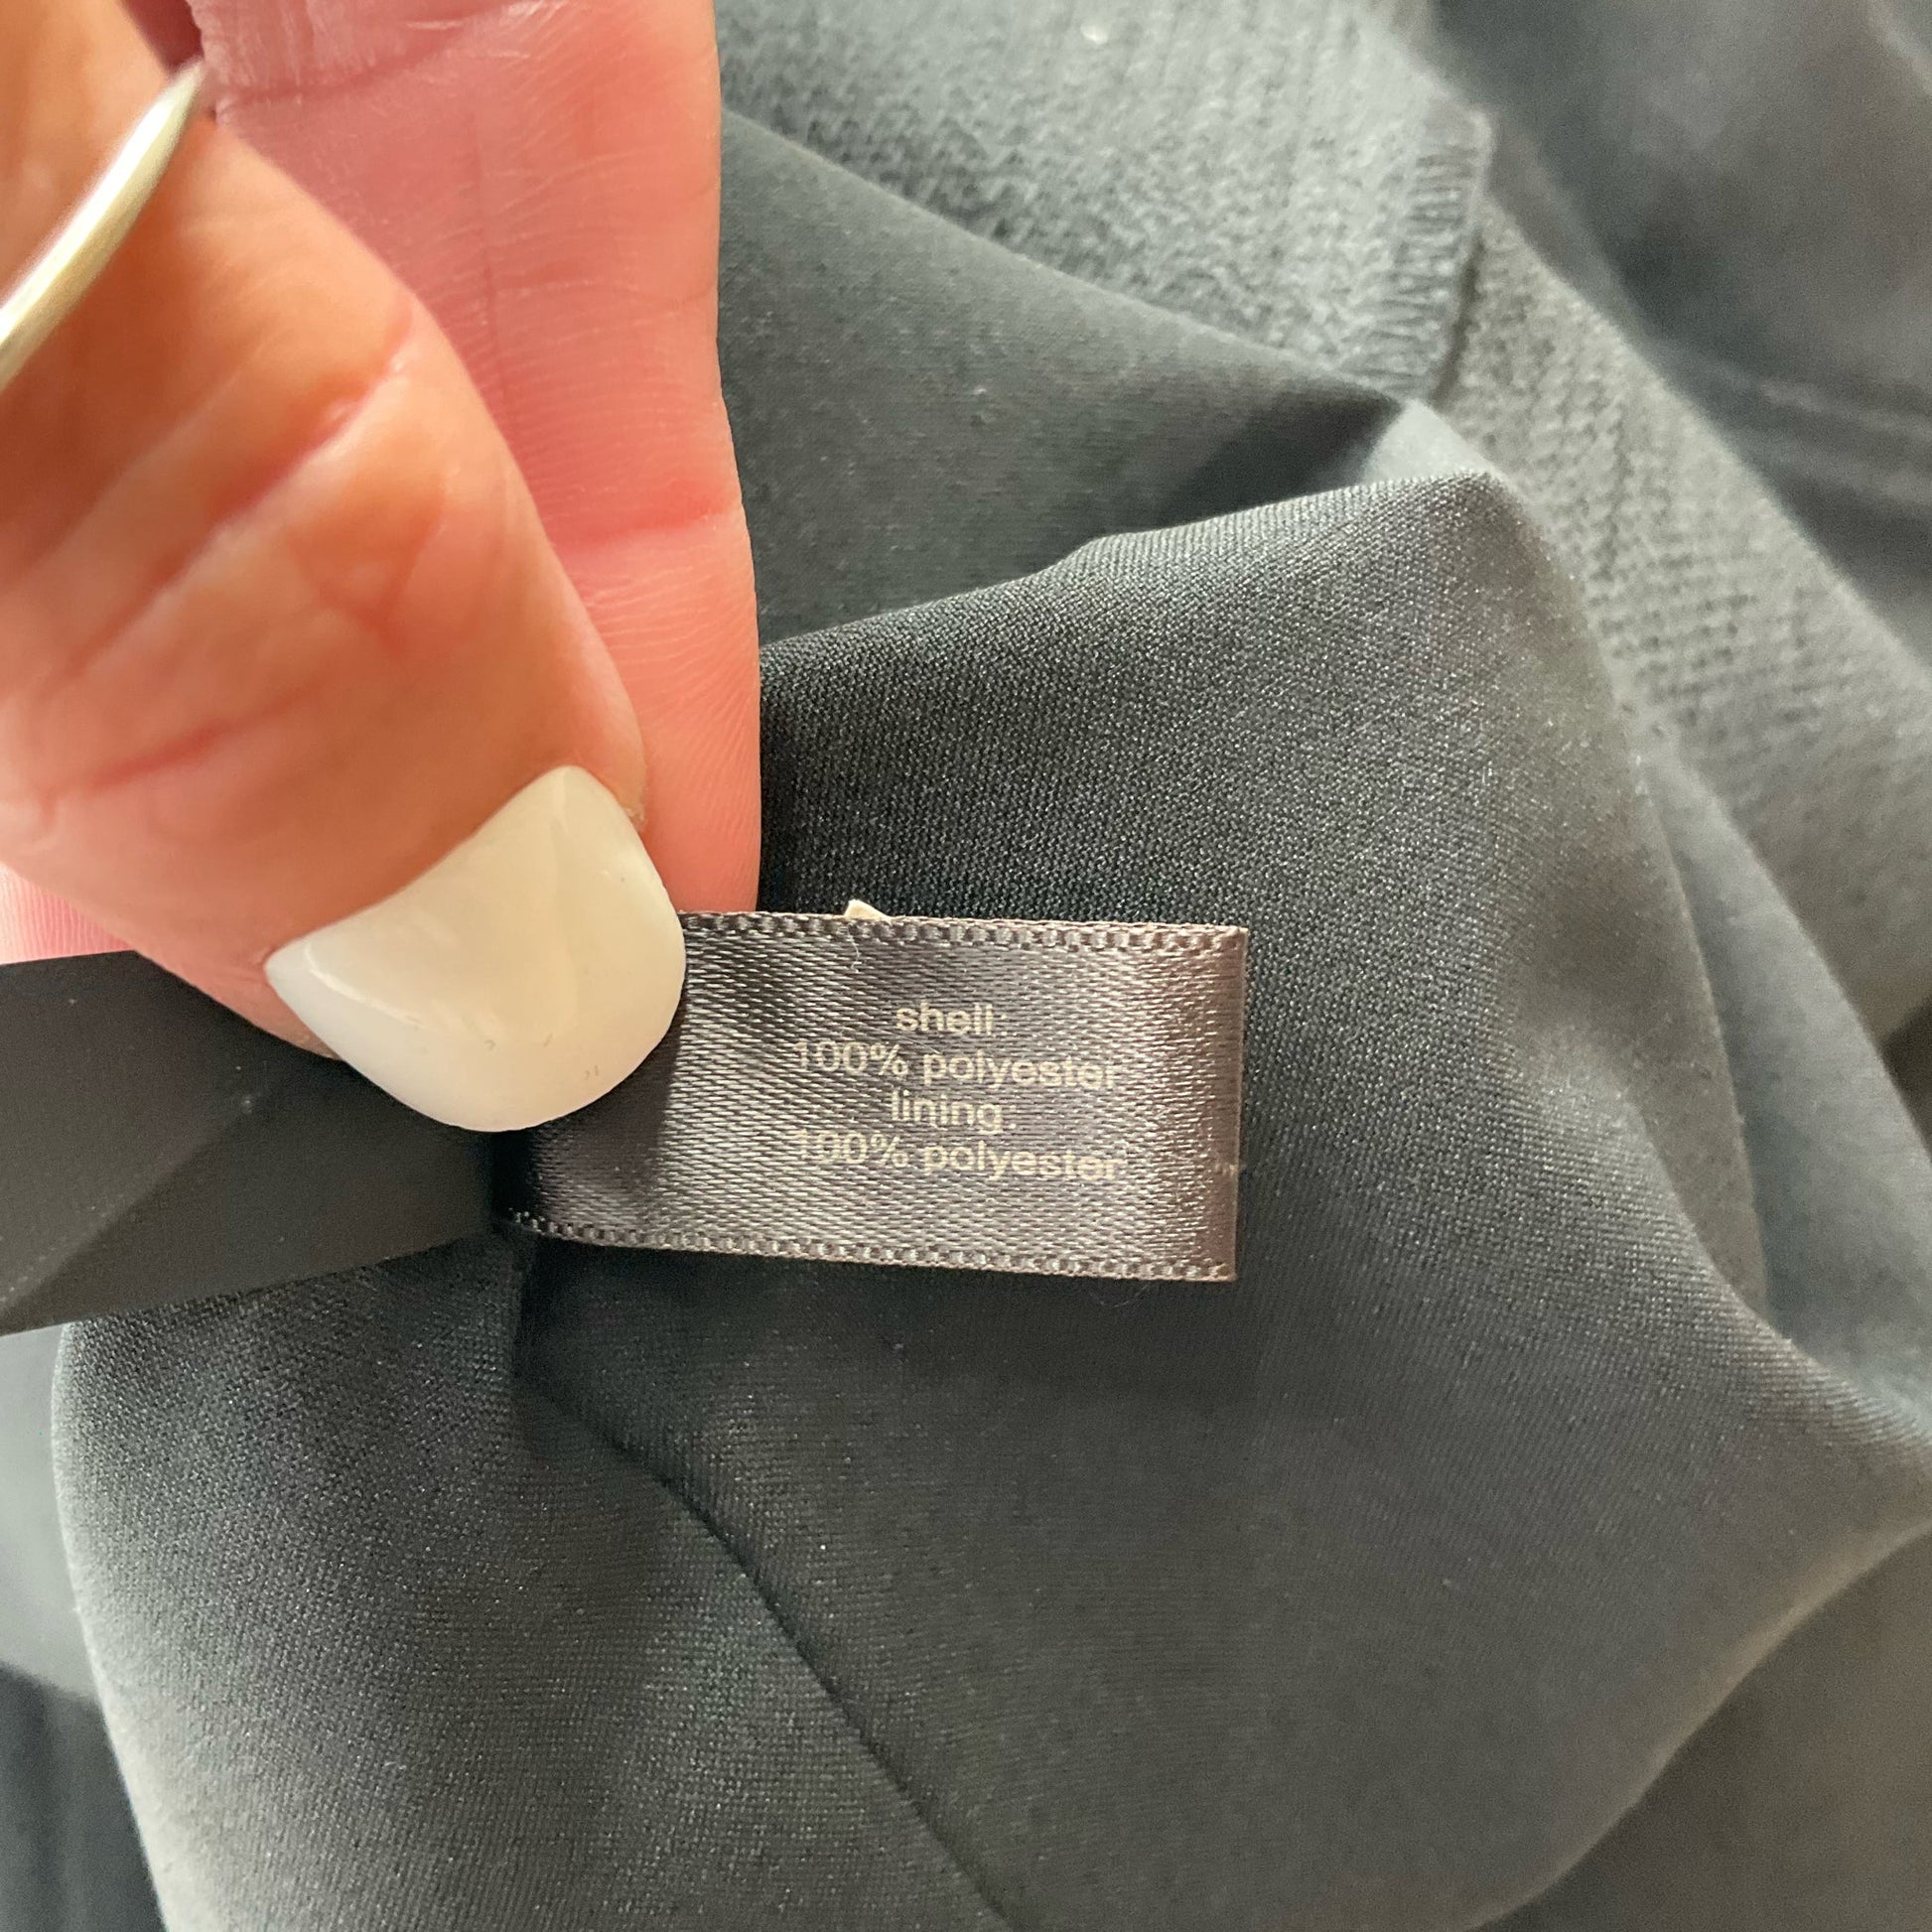 shell:
100% polyester
lining:
100% polyester